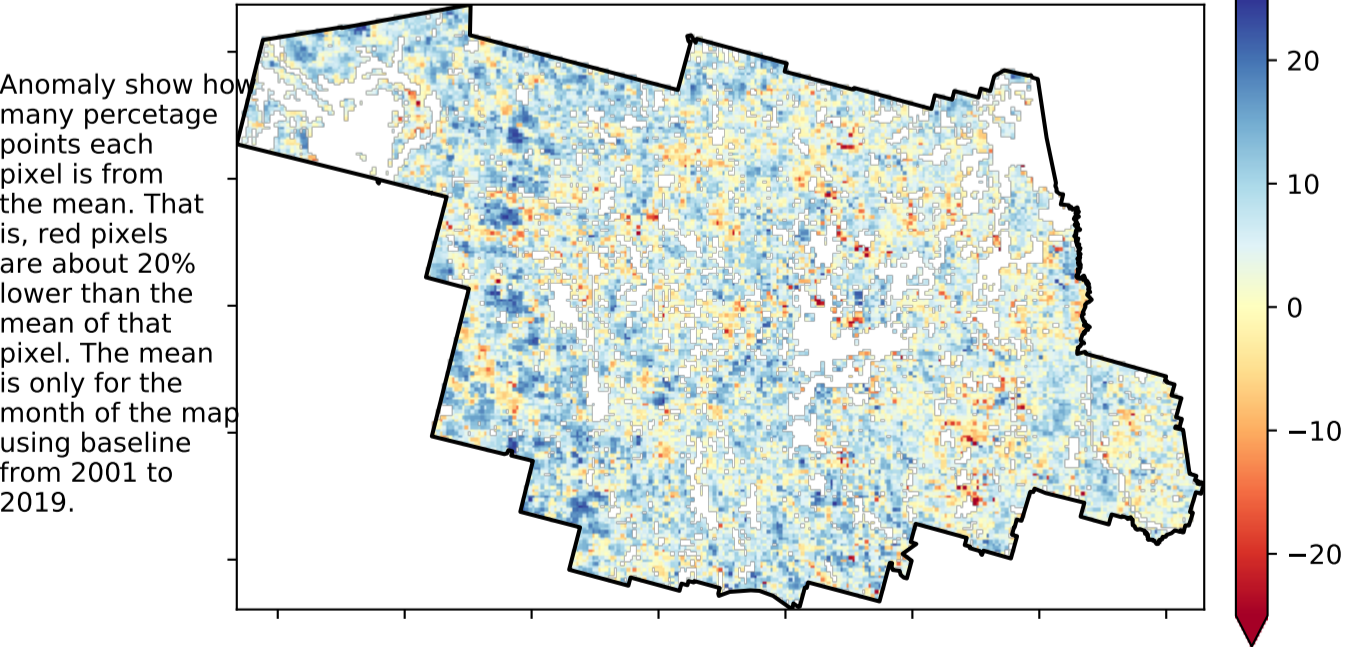 Anomaly show how
many percetage
points each
pixel is from
the mean. That
is, red pixels
are about 20%
lower than the
mean of that
pixel. The mean
is only for the
month of the map
using baseline
from 2001 to
2019.
20
10
0
−10
−20